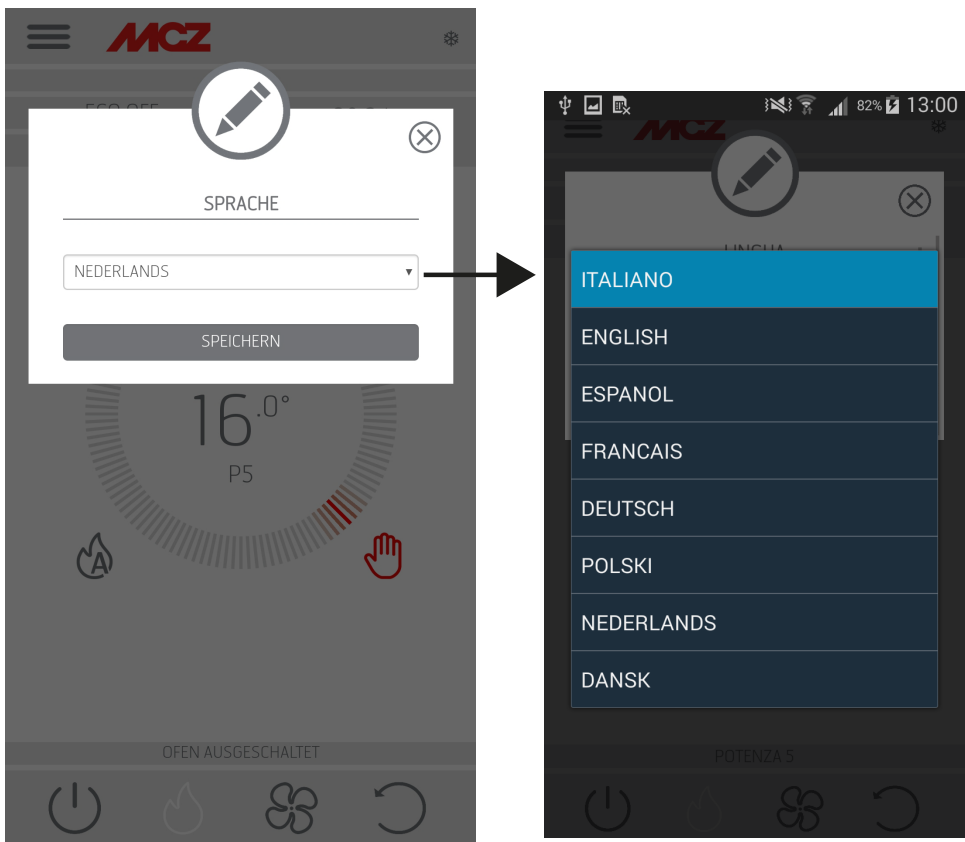 MCZ
ECO OFF
SPRACHE
NEDERLANDS
SPEICHERN
16.0°
P5
A
OFEN AUSGESCHALTET
82% 13:00
MCZ
LINGUA
ITALIANO
ENGLISH
ESPANOL
FRANCAIS
DEUTSCH
POLSKI
NEDERLANDS
DANSK
POTENZA 5